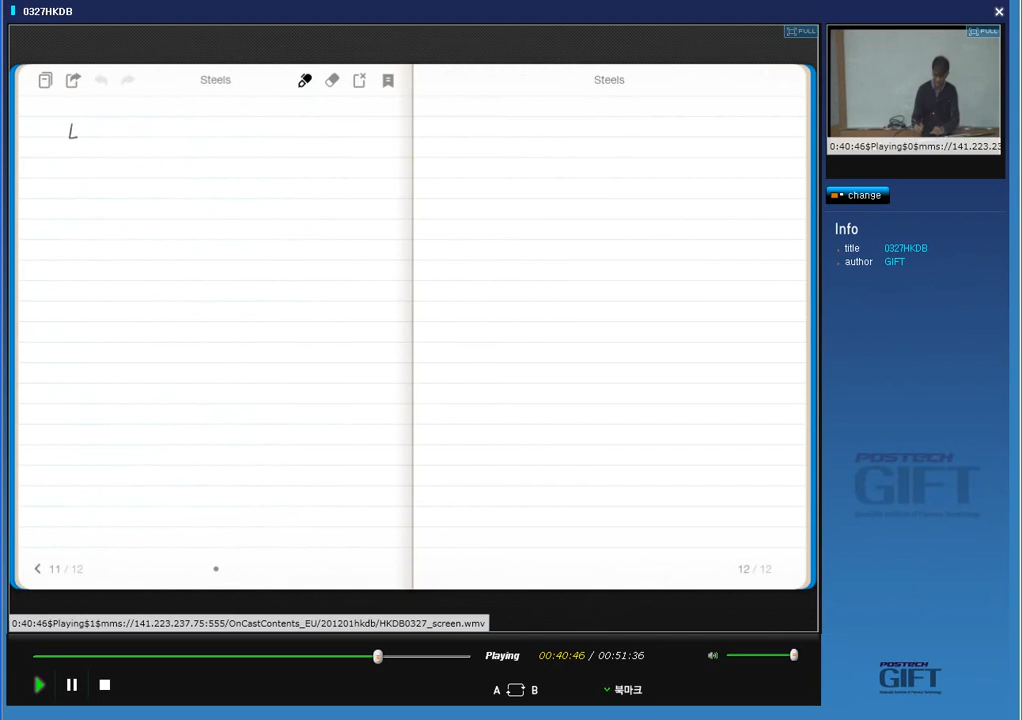 0327HKDB
FULL
FULL
Steels
Steels
L
0:40:46$Playing$0$mms://141.223.23
change
Info
title 0327HKDB
author GIFT
POSTECH
GIFT
11 / 12
12 / 12
0:40:46$Playing$1$mms://141.223.237.75:555/OnCastContents_EU/201201hkdb/HKDB0327_screen.wmv
Playing 00:40:46 / 00:51:36
A B
북마크
POSTECH
GIFT